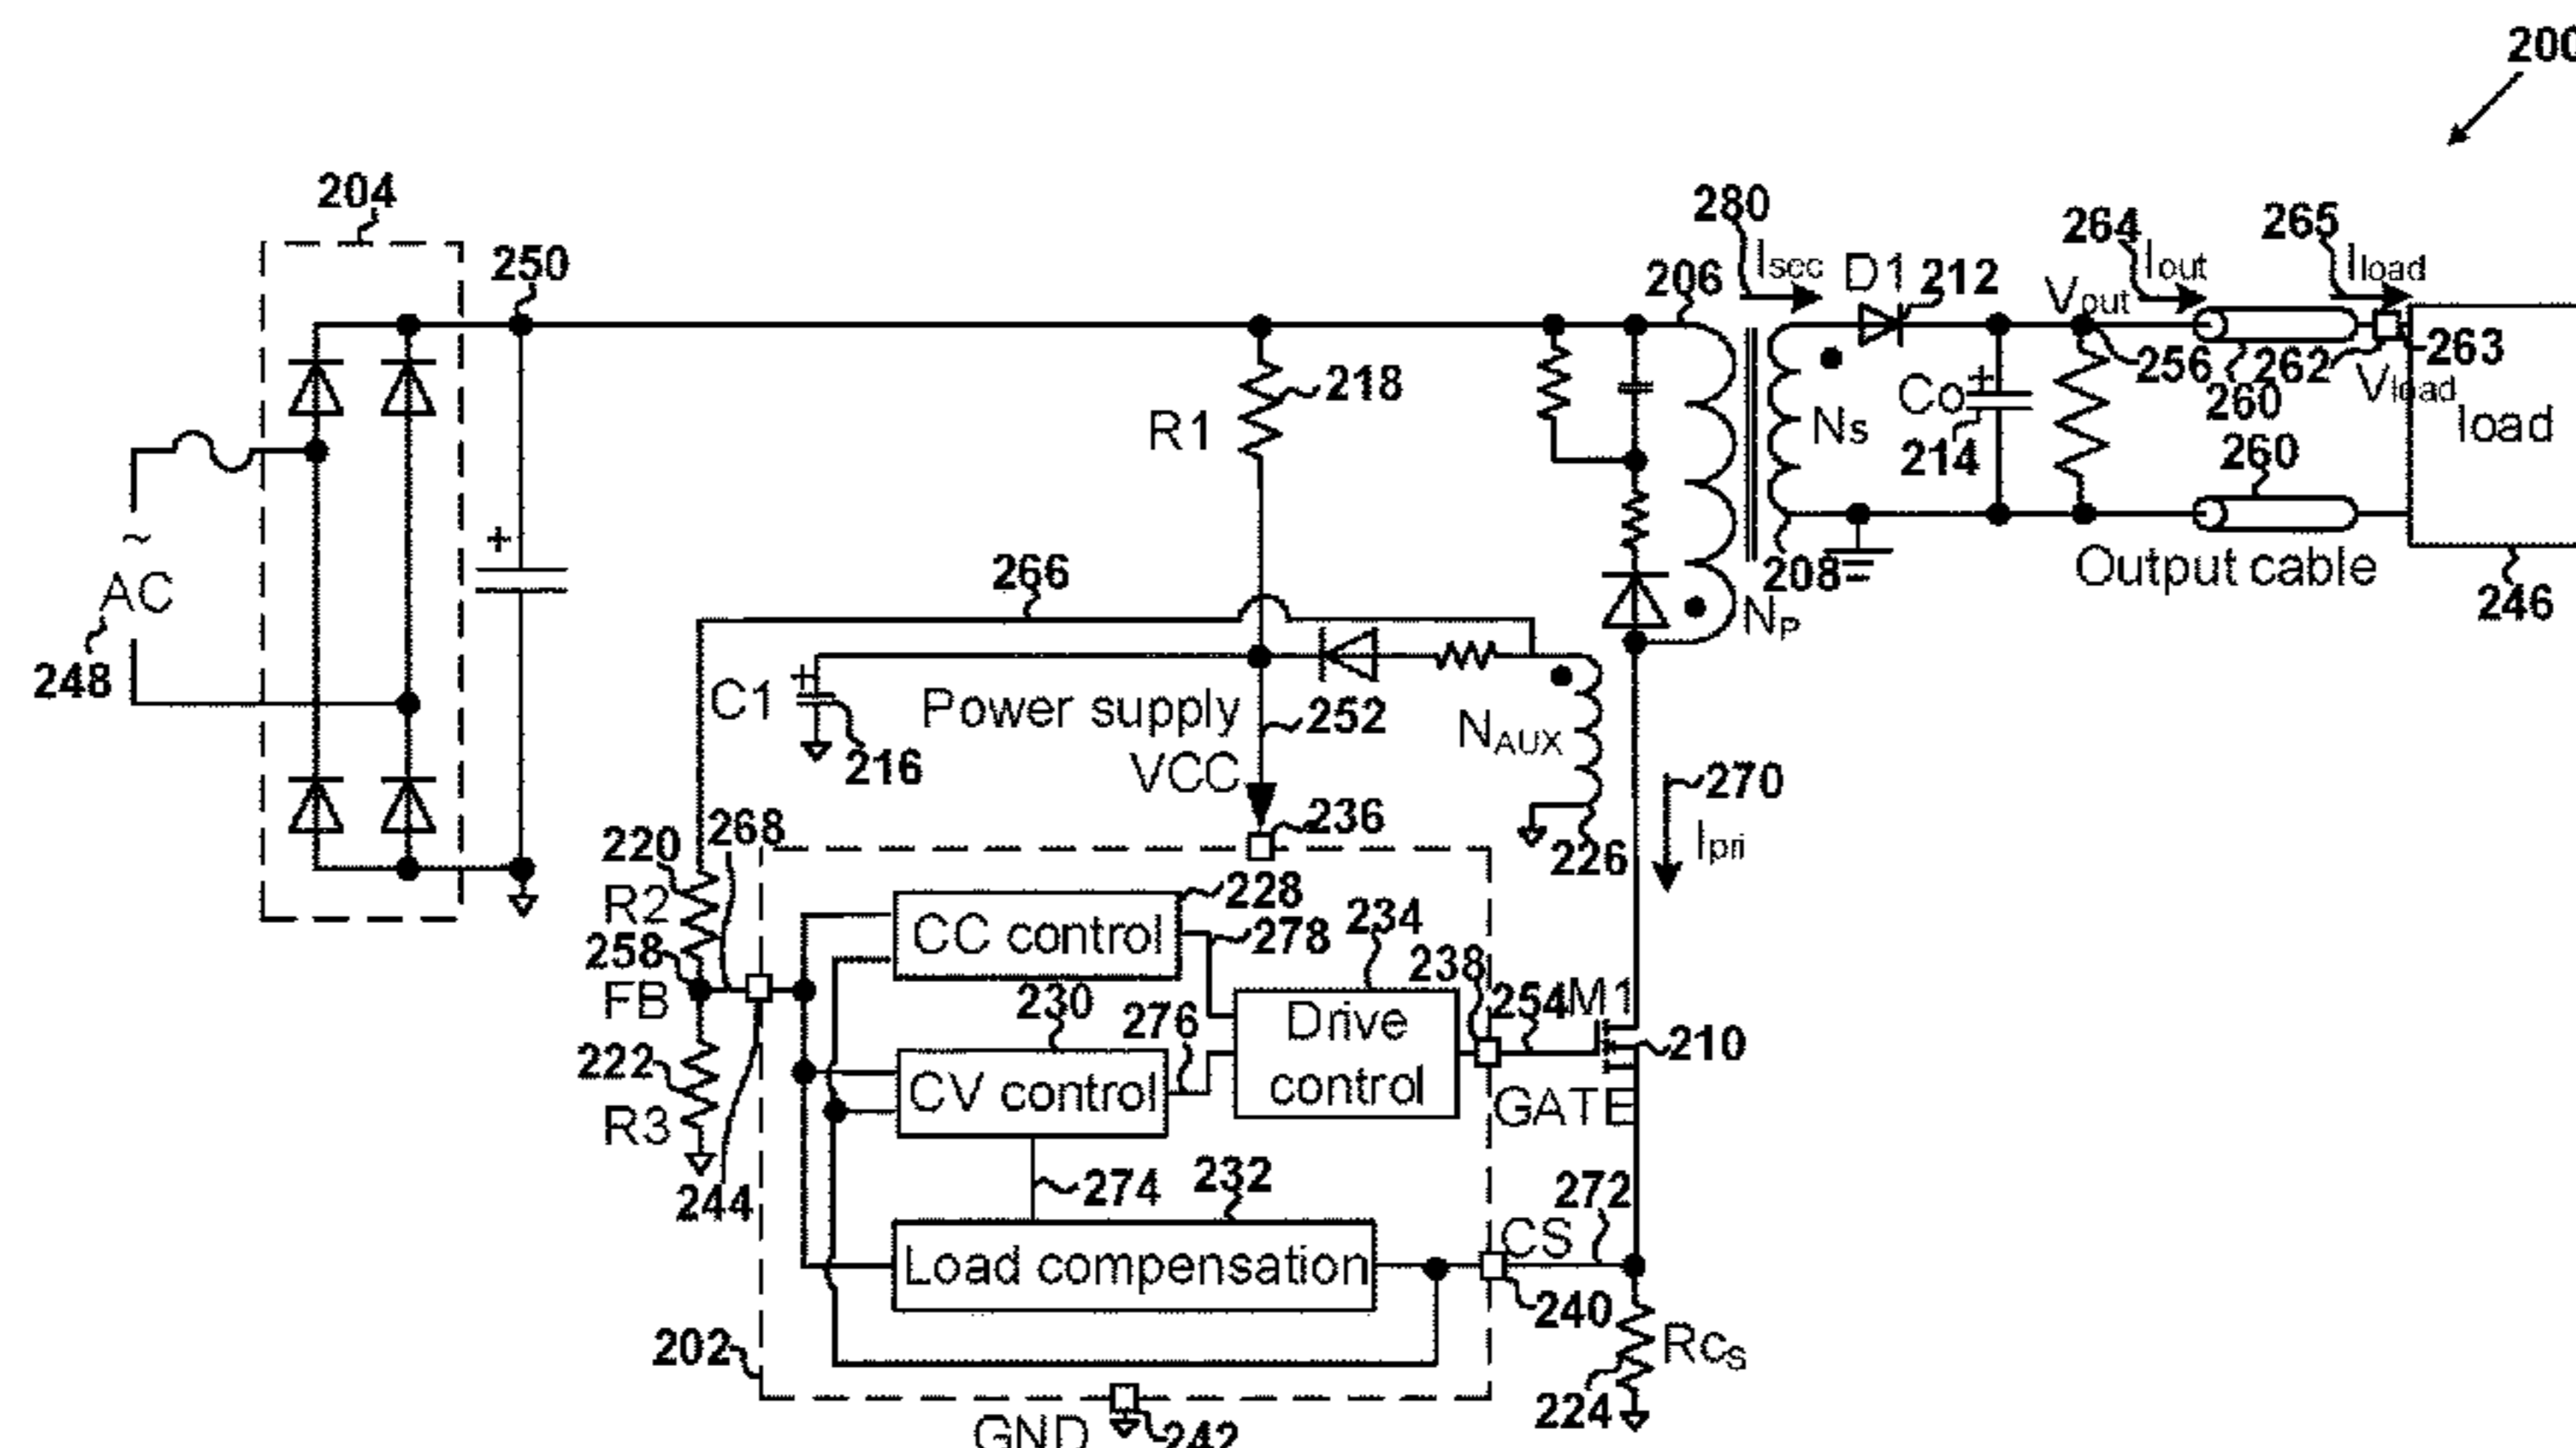 200
204
250
280
Isec
D1
212
264
Iout
265
Iload
206
Vout
256
260
262
263
Vload
218
R1
Co
214
Ns
load
260
Output cable
246
208
NP
~
AC
248
266
C1
216
Power supply
252
VCC
NAUX
226
270
Ipri
236
220
268
R2
258
FB
222
R3
244
CC control
228
278
234
238
254
M1
210
GATE
230
276
CV control
Drive
control
274
232
Load compensation
CS
272
240
202
RCS
224
GND
242